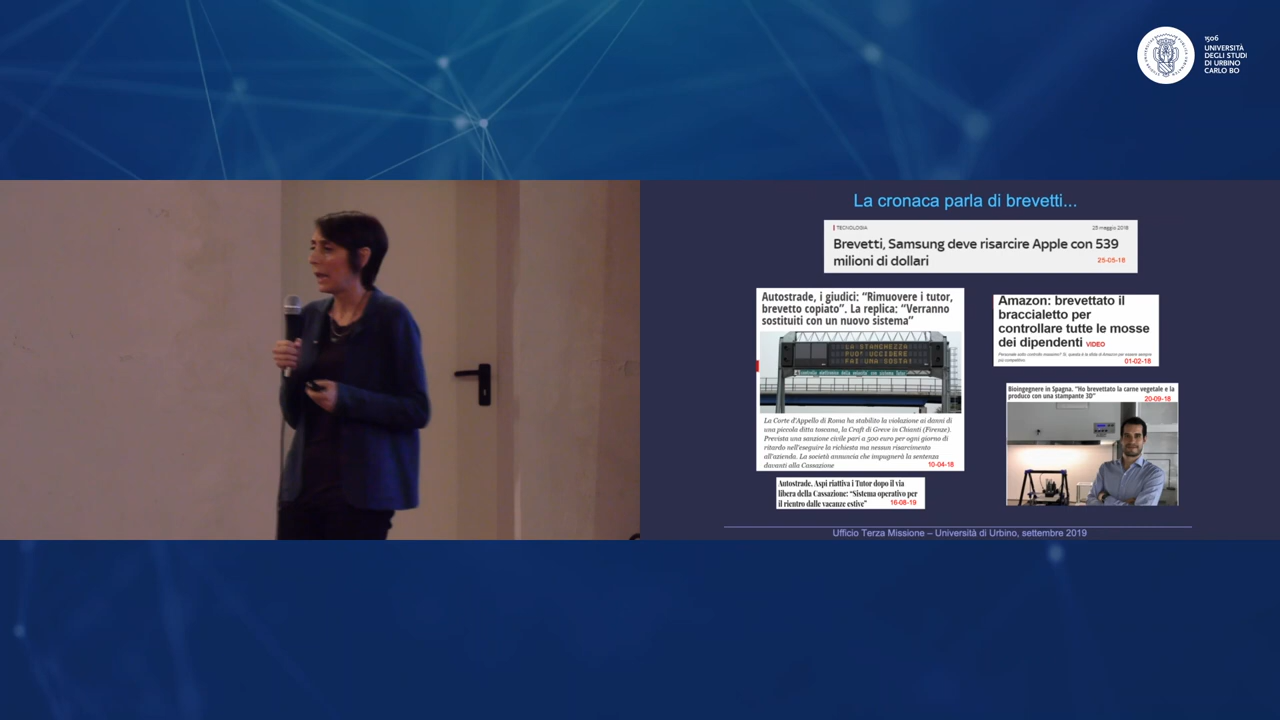 1506
UNIVERSITÀ
DEGLI STUDI
DI URBINO
CARLO BO
La cronaca parla di brevetti...
TECNOLOGIA
25 maggio 2018
Brevetti, Samsung deve risarcire Apple con 539
milioni di dollari
25-05-18
Autostrade, i giudici: “Rimuovere i tutor,
brevetto copiato”. La replica: “Verranno
sostituiti con un nuovo sistema”
LA STANCHEZZA
PUO' UCCIDERE
FAI UNA SOSTA!
La Corte d'Appello di Roma ha stabilito la violazione ai danni di
una piccola ditta toscana, la Craft di Greve in Chianti (Firenze).
Prevista una sanzione civile pari a 500 euro per ogni giorno di
ritardo nell'eseguire la richiesta ma nessun risarcimento
all'azienda. La società annuncia che impugnerà la sentenza
davanti alla Cassazione
10-04-18
Autostrade, Aspi riattiva i Tutor dopo il via
libera della Cassazione: “Sistema operativo per
il rientro dalle vacanze estive”
16-08-19
Amazon: brevettato il
braccialetto per
controllare tutte le mosse
dei dipendenti VIDEO
01-02-18
Bioingegnere in Spagna. “Ho brevettato la carne vegetale e la
produco con una stampante 3D”
20-09-18
Ufficio Terza Missione – Università di Urbino, settembre 2019